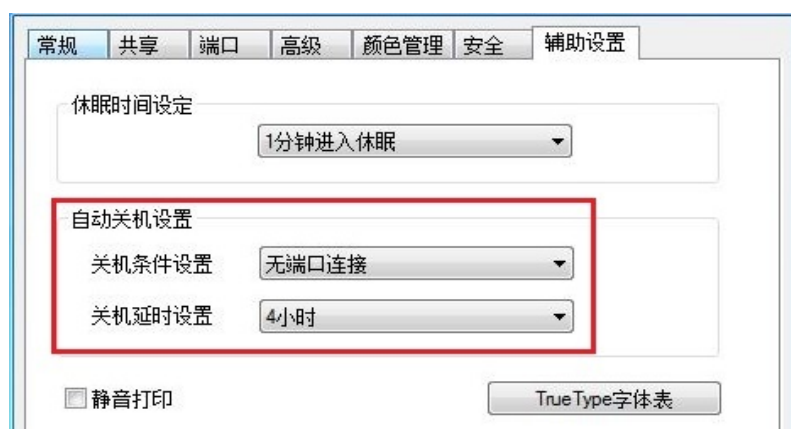 常规 共享 端口 高级 颜色管理 安全 辅助设置
休眠时间设定
1分钟进入休眠
自动关机设置
关机条件设置 无端口连接
关机延时设置 4小时
静音打印 TrueType字体表